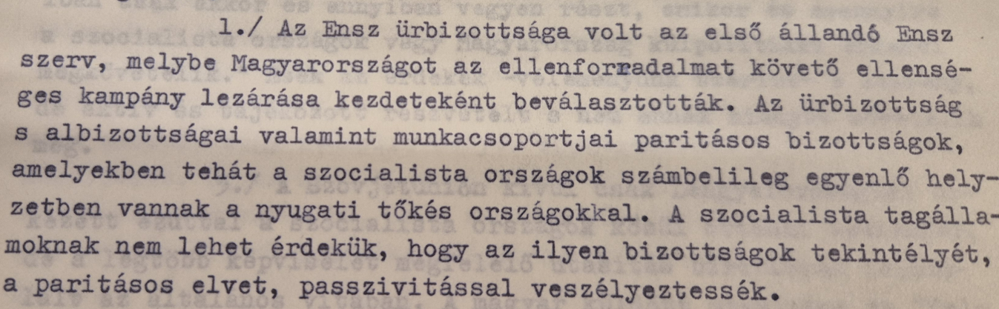 1./ Az Ensz ürbizottsága volt az első állandó Ensz
szerv, melybe Magyarországot az ellenforradalmat követő ellensé-
ges kampány lezárása kezdeteként beválasztották. Az ürbizottság
s albizottságai valamint munkacsoportjai paritásos bizottságok,
amelyekben tehát a szocialista országok számbelileg egyenlő hely-
zetben vannak a nyugati tőkés országokkal. A szocialista tagálla-
moknak nem lehet érdekük, hogy az ilyen bizottságok tekintélyét,
a paritásos elvet, passzivitással veszélyeztessék.